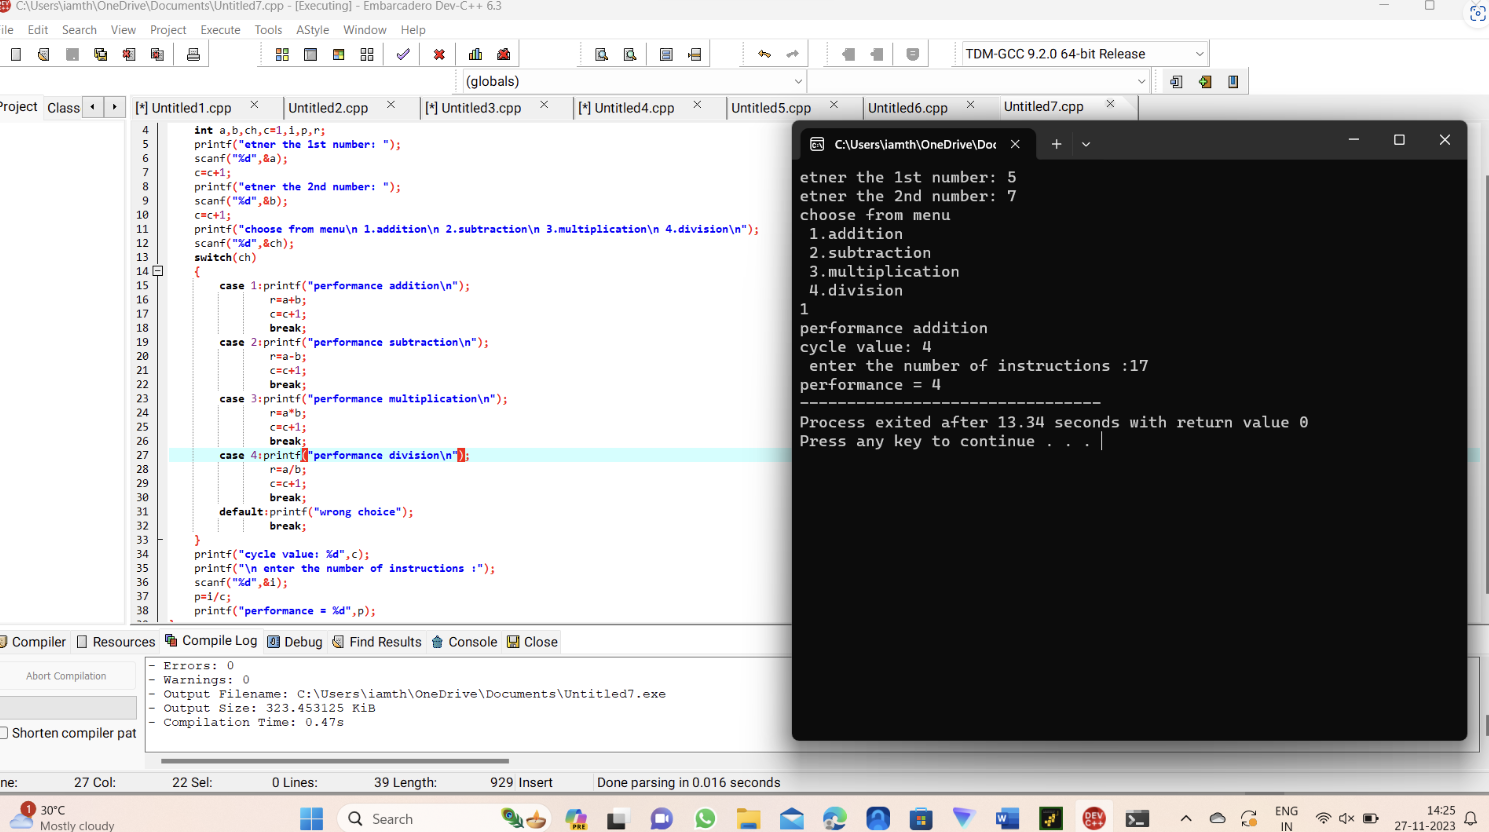 C:\Users\iamth\OneDrive\Documents\Untitled7.cpp - [Executing] - Embarcadero Dev-C++ 6.3
ile Edit Search View Project Execute Tools AStyle Window Help
TDM-GCC 9.2.0 64-bit Release
(globals)
Project Class
[*] Untitled1.cpp Untitled2.cpp [*] Untitled3.cpp [*] Untitled4.cpp Untitled5.cpp Untitled6.cpp Untitled7.cpp
4 int a,b,ch,c=1,i,p,r;
5 printf("etner the 1st number: ");
6 scanf("%d",&a);
7 c=c+1;
8 printf("etner the 2nd number: ");
9 scanf("%d",&b);
10 c=c+1;
11 printf("choose from menu\n 1.addition\n 2.subtraction\n 3.multiplication\n 4.division\n");
12 scanf("%d",&ch);
13 switch(ch)
14 {
15 case 1:printf("performance addition\n");
16 r=a+b;
17 c=c+1;
18 break;
19 case 2:printf("performance subtraction\n");
20 r=a-b;
21 c=c+1;
22 break;
23 case 3:printf("performance multiplication\n");
24 r=a*b;
25 c=c+1;
26 break;
27 case 4:printf("performance division\n");
28 r=a/b;
29 c=c+1;
30 break;
31 default:printf("wrong choice");
32 break;
33 }
34 printf("cycle value: %d",c);
35 printf("\n enter the number of instructions :");
36 scanf("%d",&i);
37 p=i/c;
38 printf("performance = %d",p);
C:\Users\iamth\OneDrive\Doc
etner the 1st number: 5
etner the 2nd number: 7
choose from menu
1.addition
2.subtraction
3.multiplication
4.division
1
performance addition
cycle value: 4
enter the number of instructions :17
performance = 4
--------------------------------
Process exited after 13.34 seconds with return value 0
Press any key to continue . . .
Compiler Resources Compile Log Debug Find Results Console Close
Abort Compilation
Shorten compiler pat
- Errors: 0
- Warnings: 0
- Output Filename: C:\Users\iamth\OneDrive\Documents\Untitled7.exe
- Output Size: 323.453125 KiB
- Compilation Time: 0.47s
ne: 27 Col: 22 Sel: 0 Lines: 39 Length: 929 Insert Done parsing in 0.016 seconds
1
30°C
Mostly cloudy
Search
PRE
DEV
C++
ENG
IN
14:25
27-11-2023